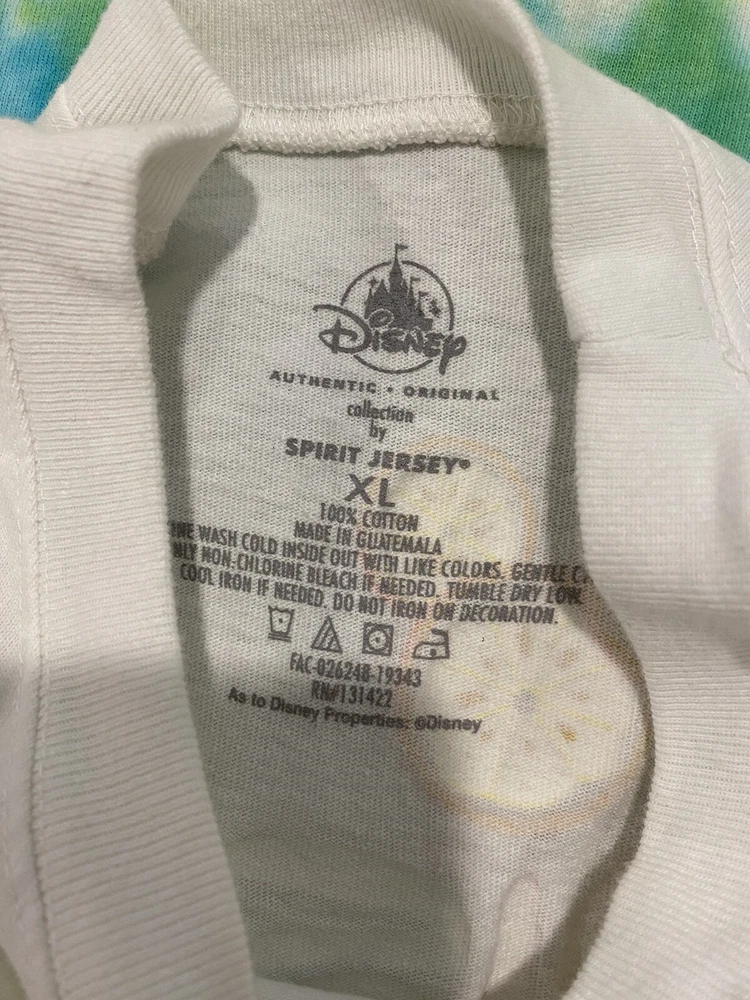 Disney
AUTHENTIC • ORIGINAL
collection
by
SPIRIT JERSEY®
XL
100% COTTON
MADE IN GUATEMALA
WASH COLD INSIDE OUT WITH LIKE COLORS. GENTLE
NON-CHLORINE BLEACH IF NEEDED. TUMBLE DRY LOW.
COOL IRON IF NEEDED. DO NOT IRON ON DECORATION.
FAC-026248-19343
RN#131422
As to Disney Properties: ©Disney